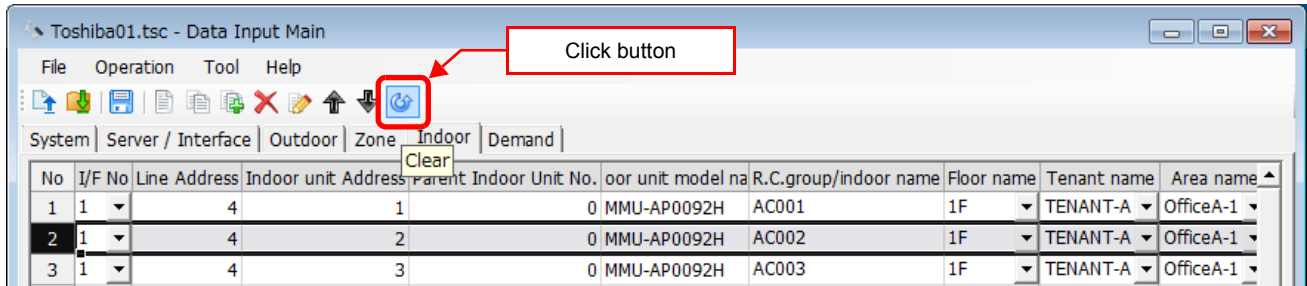 Toshiba01.tsc - Data Input Main
Click button
File Operation Tool Help
System Server / Interface Outdoor Zone Indoor Demand
Clear
No I/F No Line Address Indoor unit Address Parent Indoor Unit No. oor unit model na R.C.group/indoor name Floor name Tenant name Area name
1 1 4 1 0 MMU-AP0092H AC001 1F TENANT-A OfficeA-1
2 1 4 2 0 MMU-AP0092H AC002 1F TENANT-A OfficeA-1
3 1 4 3 0 MMU-AP0092H AC003 1F TENANT-A OfficeA-1